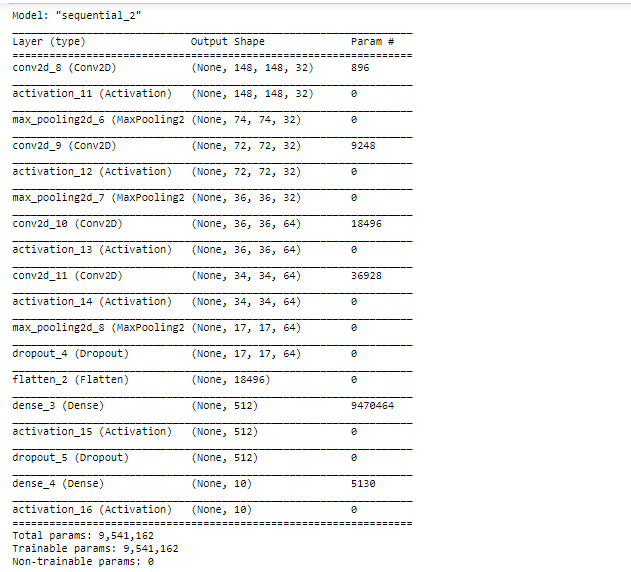 Model: "sequential_2"
Layer (type) Output Shape Param #
conv2d_8 (Conv2D) (None, 148, 148, 32) 896
activation_11 (Activation) (None, 148, 148, 32) 0
max_pooling2d_6 (MaxPooling2 (None, 74, 74, 32) 0
conv2d_9 (Conv2D) (None, 72, 72, 32) 9248
activation_12 (Activation) (None, 72, 72, 32) 0
max_pooling2d_7 (MaxPooling2 (None, 36, 36, 32) 0
conv2d_10 (Conv2D) (None, 36, 36, 64) 18496
activation_13 (Activation) (None, 36, 36, 64) 0
conv2d_11 (Conv2D) (None, 34, 34, 64) 36928
activation_14 (Activation) (None, 34, 34, 64) 0
max_pooling2d_8 (MaxPooling2 (None, 17, 17, 64) 0
dropout_4 (Dropout) (None, 17, 17, 64) 0
flatten_2 (Flatten) (None, 18496) 0
dense_3 (Dense) (None, 512) 9470464
activation_15 (Activation) (None, 512) 0
dropout_5 (Dropout) (None, 512) 0
dense_4 (Dense) (None, 10) 5130
activation_16 (Activation) (None, 10) 0
Total params: 9,541,162
Trainable params: 9,541,162
Non-trainable params: 0